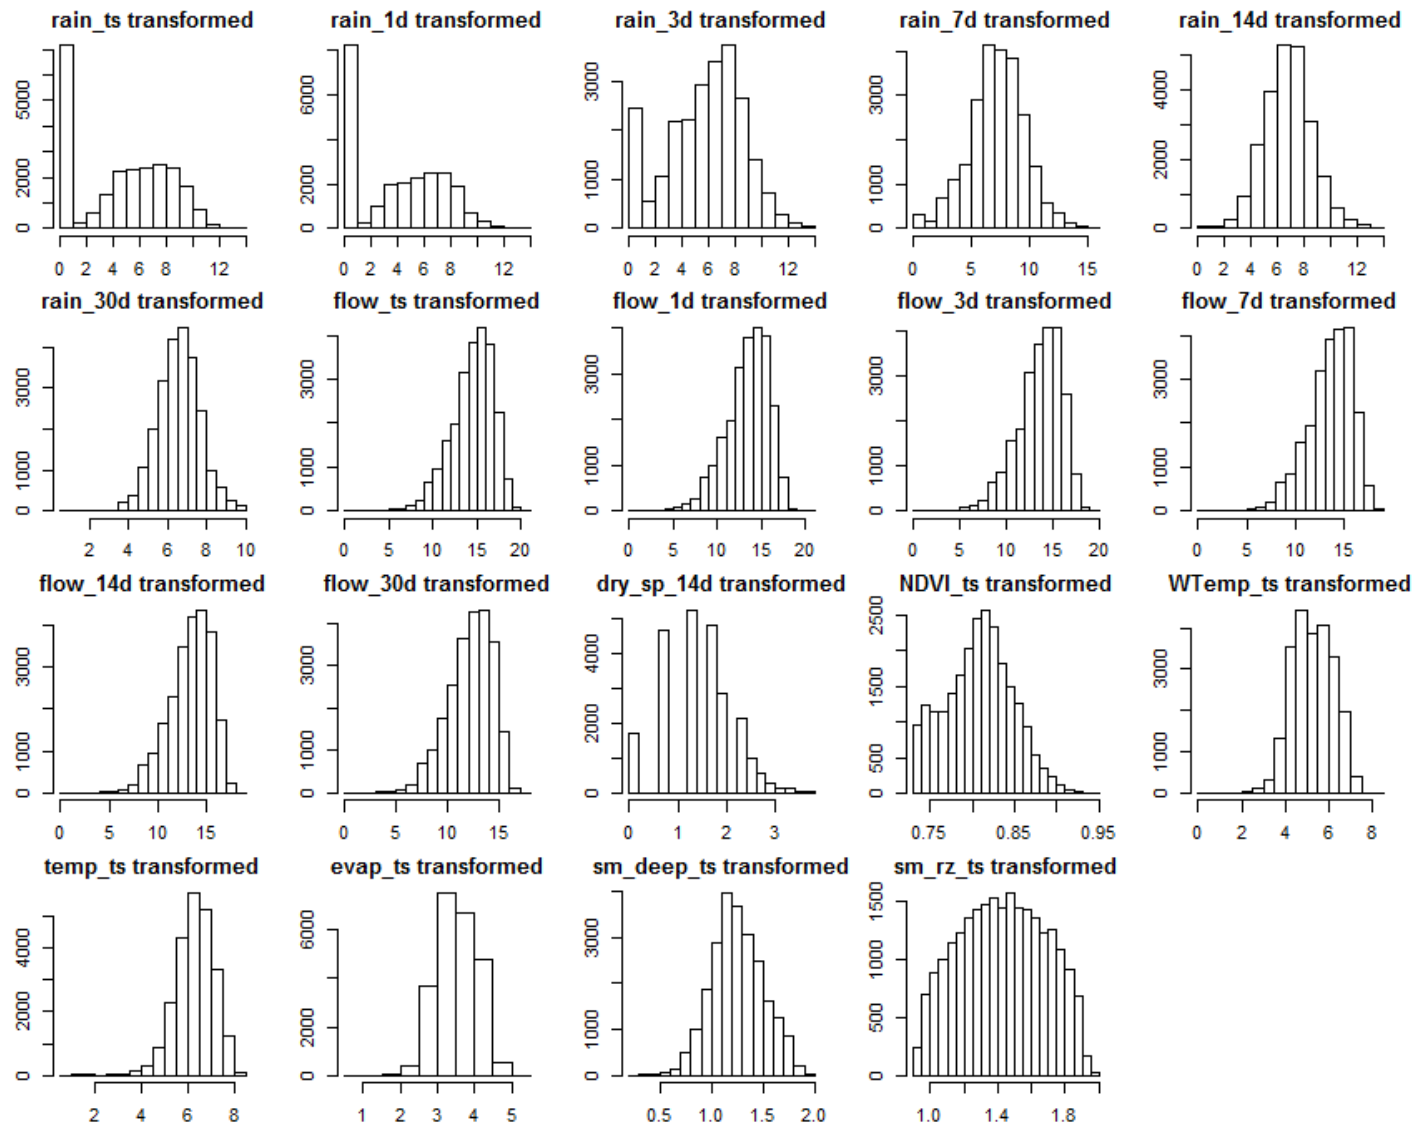 rain_ts transformed rain_1d transformed rain_3d transformed rain_7d transformed rain_14d transformed
0 2000 5000 0 2000 6000 0 1000 3000 0 1000 3000 0 2000 4000
0 2 4 6 8 12 0 2 4 6 8 12 0 2 4 6 8 12 0 5 10 15 0 2 4 6 8 12
rain_30d transformed flow_ts transformed flow_1d transformed flow_3d transformed flow_7d transformed
0 1000 3000 0 1000 3000 0 1000 3000 0 1000 3000 0 1000 3000
2 4 6 8 10 0 5 10 15 20 0 5 10 15 20 0 5 10 15 20 0 5 10 15
flow_14d transformed flow_30d transformed dry_sp_14d transformed NDVI_ts transformed WTemp_ts transformed
0 1000 3000 0 1000 3000 0 2000 4000 0 500 1500 2500 0 1000 3000
0 5 10 15 0 5 10 15 0 1 2 3 0.75 0.85 0.95 0 2 4 6 8
temp_ts transformed evap_ts transformed sm_deep_ts transformed sm_rz_ts transformed
0 2000 4000 0 2000 6000 0 1000 3000 0 500 1000 1500
2 4 6 8 1 2 3 4 5 0.5 1.0 1.5 2.0 1.0 1.4 1.8